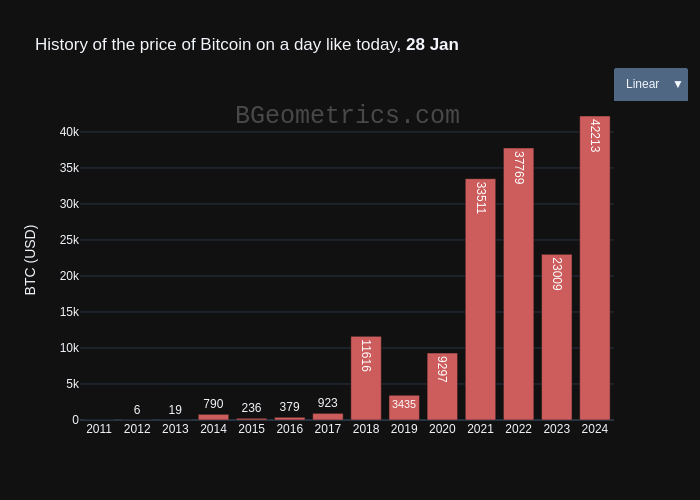 History of the price of Bitcoin on a day like today, 28 Jan
Linear ▼
BGeometrics.com
BTC (USD)
40k
35k
30k
25k
20k
15k
10k
5k
0
6
19
790
236
379
923
11616
3435
9297
33511
37769
23009
42213
2011 2012 2013 2014 2015 2016 2017 2018 2019 2020 2021 2022 2023 2024